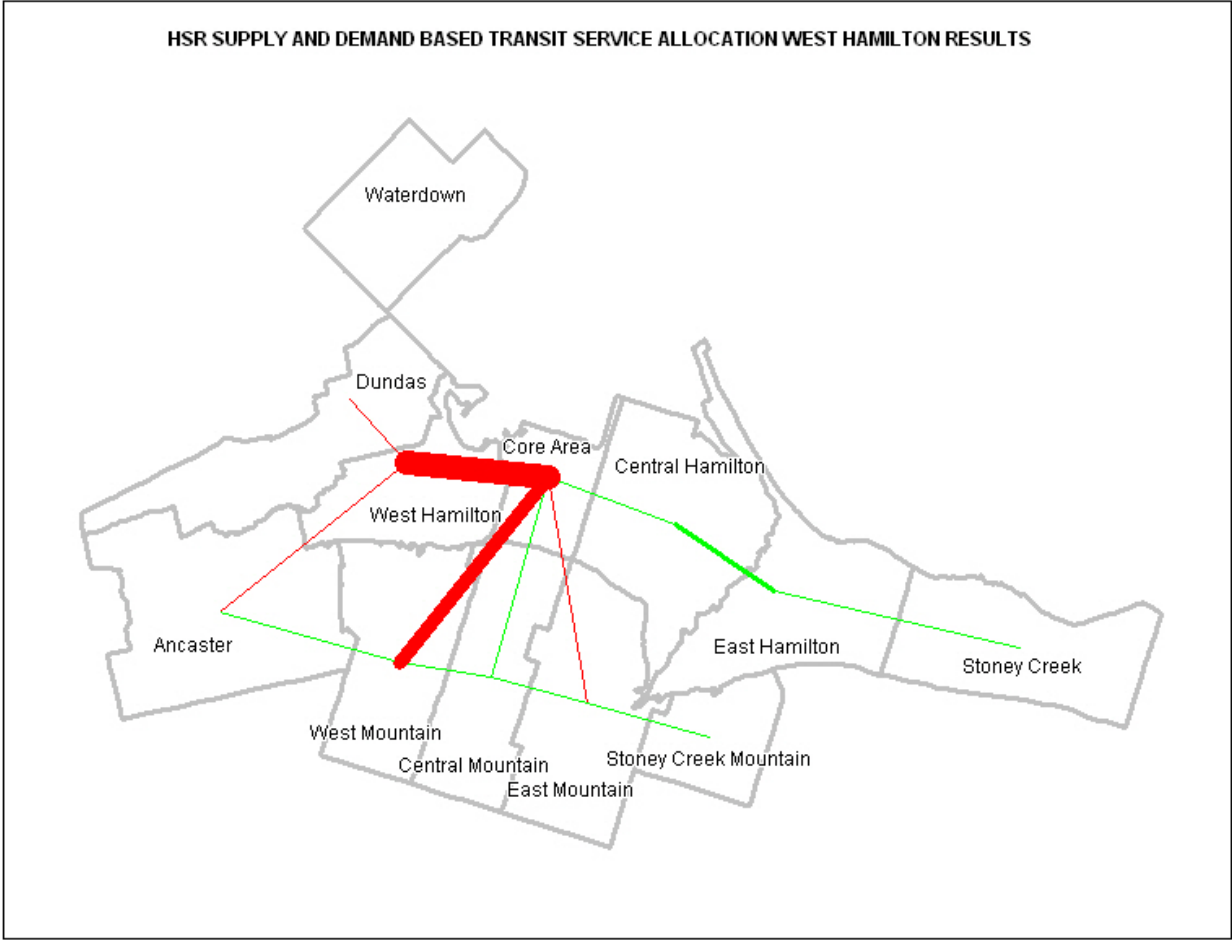 HSR SUPPLY AND DEMAND BASED TRANSIT SERVICE ALLOCATION WEST HAMILTON RESULTS
Waterdown
Dundas
Core Area
Central Hamilton
West Hamilton
Ancaster
East Hamilton
Stoney Creek
West Mountain
Central Mountain
Stoney Creek Mountain
East Mountain